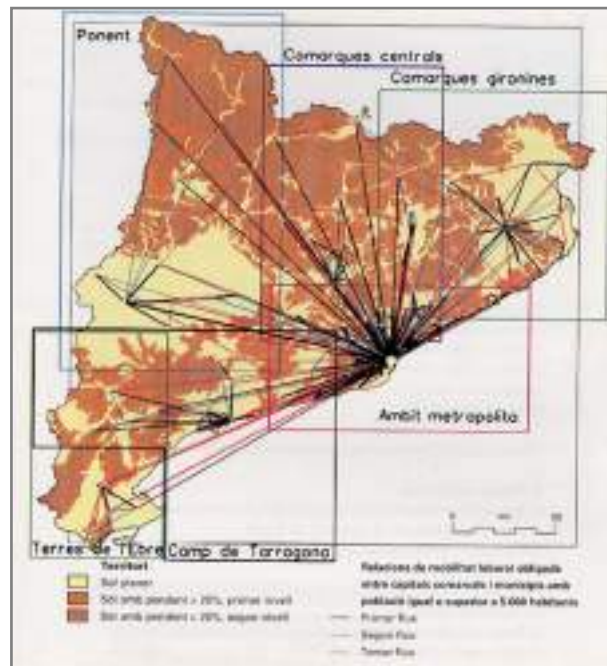 Ponent
Comarques centrals
Comarques gironines
Ambit metropolita
Terres de l'Ebre
Camp de Tarragona
Territori
Sòl planer
Sòl amb pendent > 20%, primer nivell
Sòl amb pendent > 20%, segon nivell
Relacions de mobilitat laboral obligada
entre capitals comarcals i municipis amb
població igual o superior a 5 000 habitants
Primer flux
Segon flux
Tercer flux